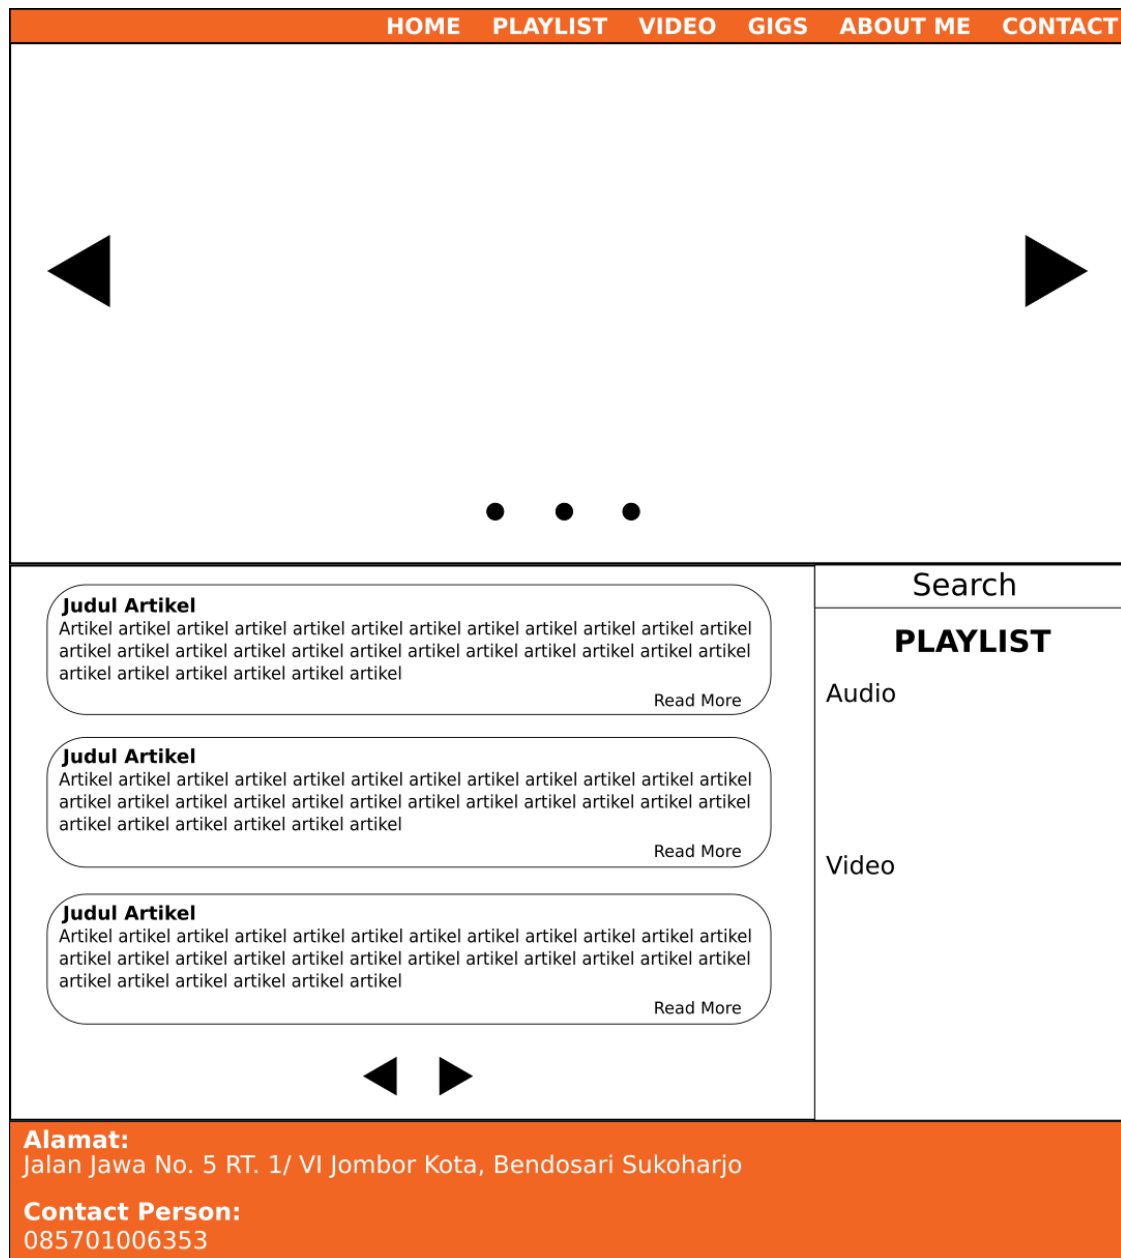 HOME PLAYLIST VIDEO GIGS ABOUT ME CONTACT
Judul Artikel
Artikel artikel artikel artikel artikel artikel artikel artikel artikel artikel artikel artikel
artikel artikel artikel artikel artikel artikel artikel artikel artikel artikel artikel artikel
artikel artikel artikel artikel artikel artikel
Read More
Judul Artikel
Artikel artikel artikel artikel artikel artikel artikel artikel artikel artikel artikel artikel
artikel artikel artikel artikel artikel artikel artikel artikel artikel artikel artikel artikel
artikel artikel artikel artikel artikel artikel
Read More
Judul Artikel
Artikel artikel artikel artikel artikel artikel artikel artikel artikel artikel artikel artikel
artikel artikel artikel artikel artikel artikel artikel artikel artikel artikel artikel artikel
artikel artikel artikel artikel artikel artikel
Read More
Search
PLAYLIST
Audio
Video
Alamat:
Jalan Jawa No. 5 RT. 1/ VI Jombor Kota, Bendosari Sukoharjo
Contact Person:
085701006353